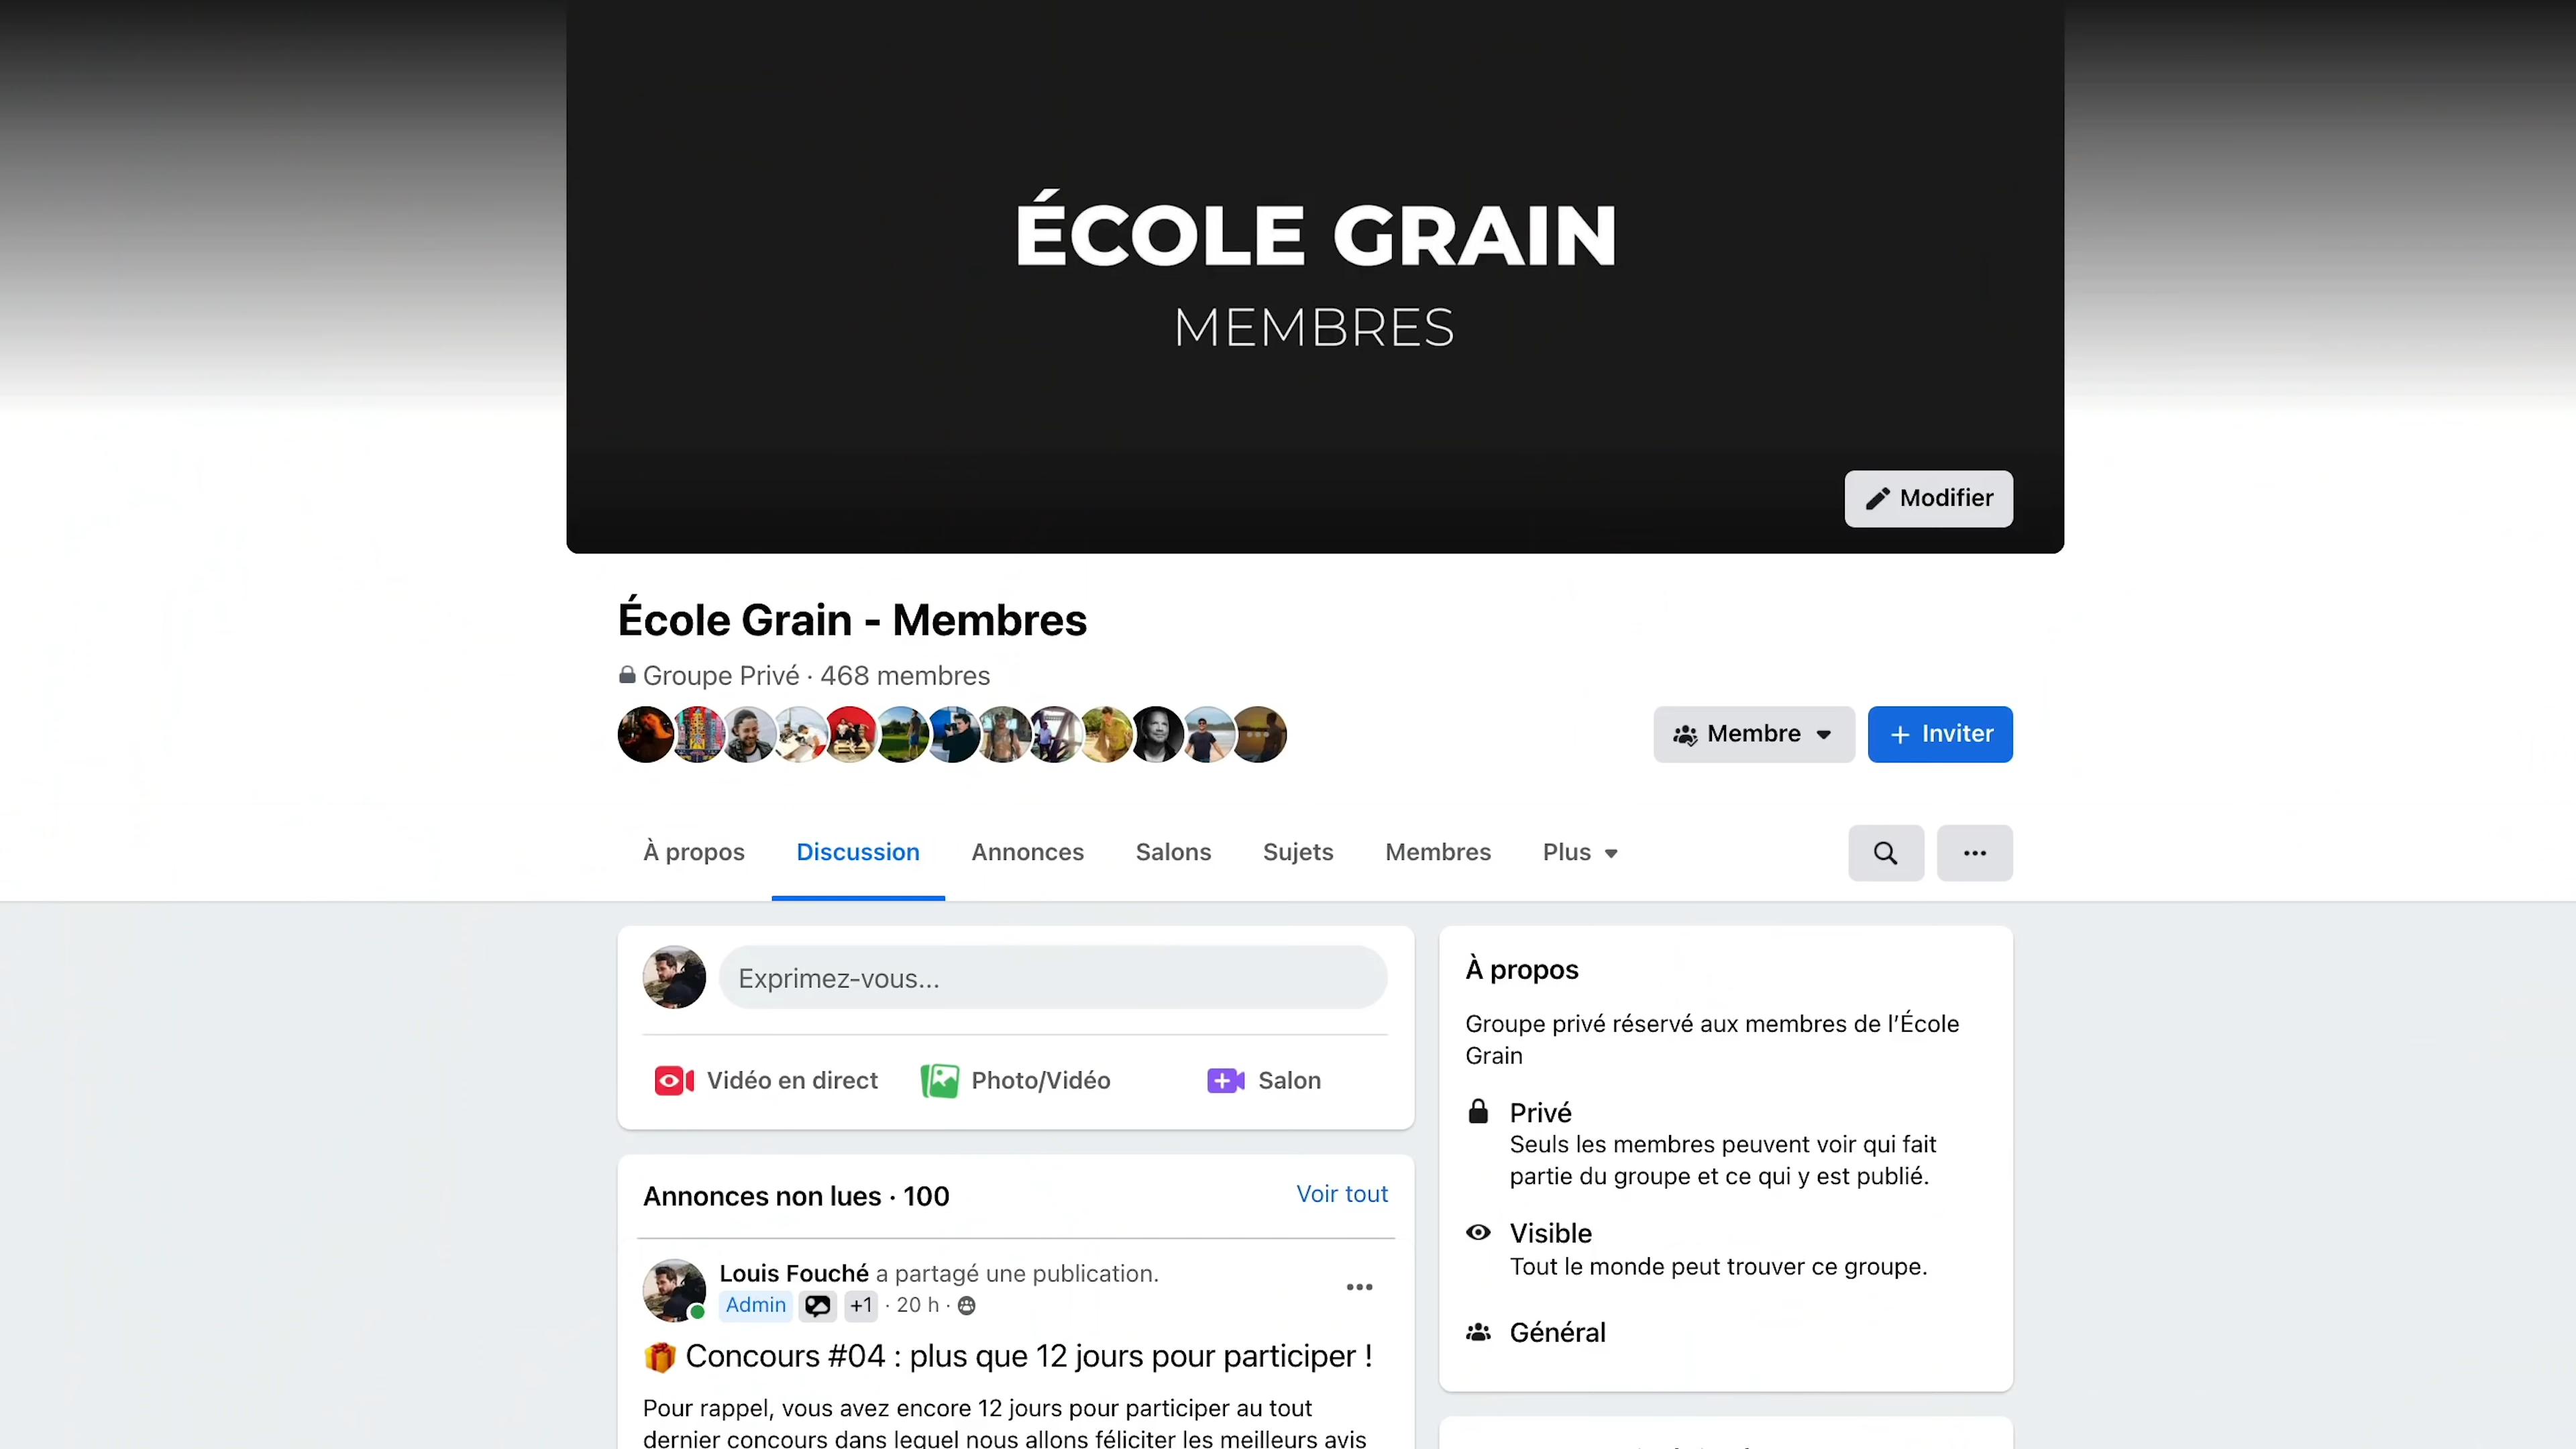 ÉCOLE GRAIN
MEMBRES
Modifier
École Grain - Membres
Groupe Privé · 468 membres
Membre
+ Inviter
À propos
Discussion
Annonces
Salons
Sujets
Membres
Plus
Exprimez-vous...
Vidéo en direct
Photo/Vidéo
Salon
Annonces non lues · 100
Voir tout
Louis Fouché a partagé une publication.
Admin +1 · 20 h ·
Concours #04 : plus que 12 jours pour participer !
Pour rappel, vous avez encore 12 jours pour participer au tout
dernier concours dans lequel nous allons féliciter les meilleurs avis
À propos
Groupe privé réservé aux membres de l’École
Grain
Privé
Seuls les membres peuvent voir qui fait
partie du groupe et ce qui y est publié.
Visible
Tout le monde peut trouver ce groupe.
Général